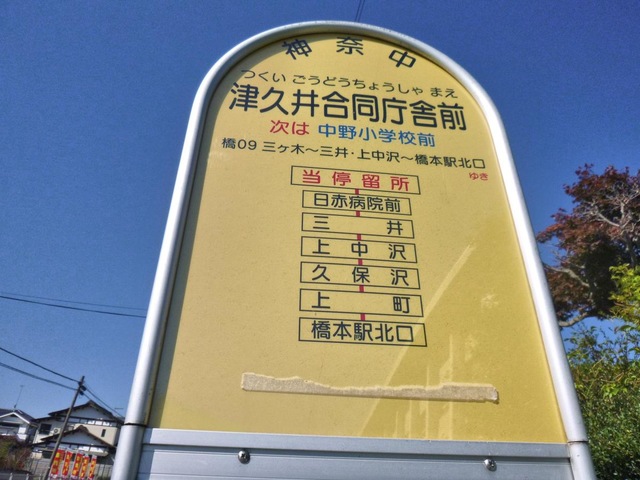 神奈中
つくい ごうどうちょうしゃ まえ
津久井合同庁舎前
次は 中野小学校前
橋09 三ヶ木〜三井・上中沢〜橋本駅北口
ゆき
当停留所
日赤病院前
三井
上中沢
久保沢
上町
橋本駅北口